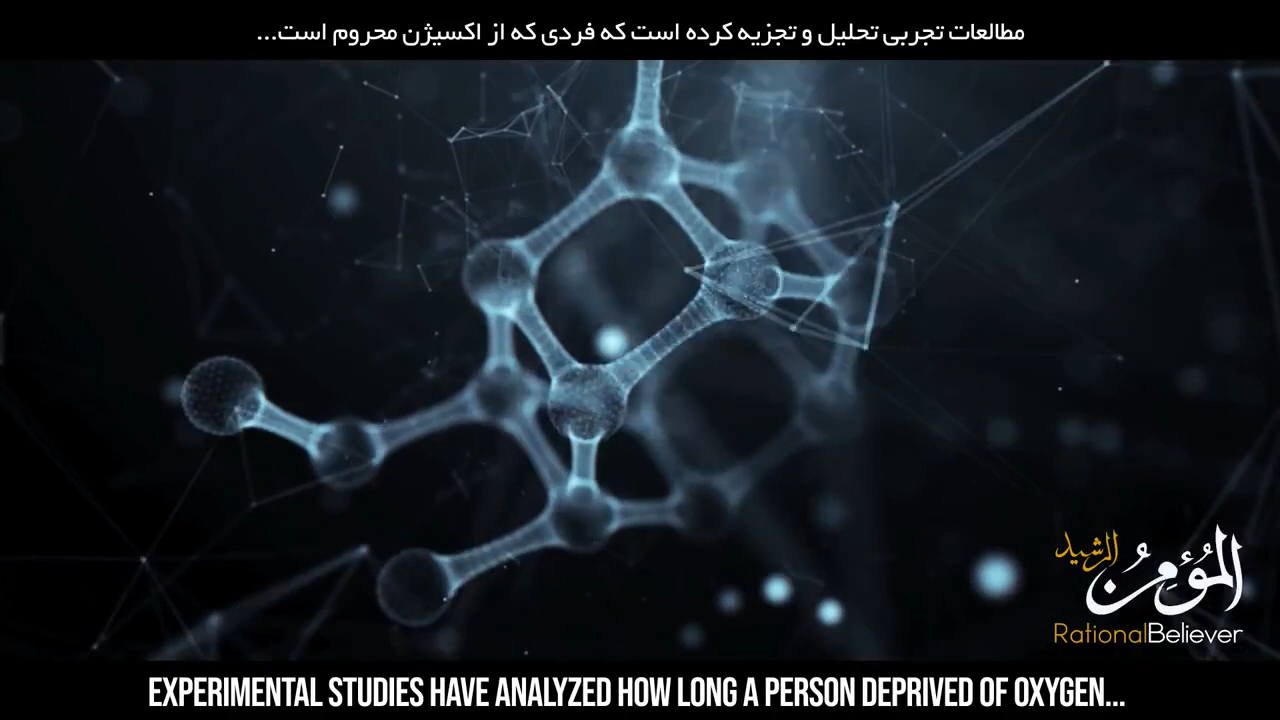 مطالعات تجربی تحلیل و تجزیه کرده است که فردی که از اکسیژن محروم است...
المؤمن الرشيد
RationalBeliever
EXPERIMENTAL STUDIES HAVE ANALYZED HOW LONG A PERSON DEPRIVED OF OXYGEN...